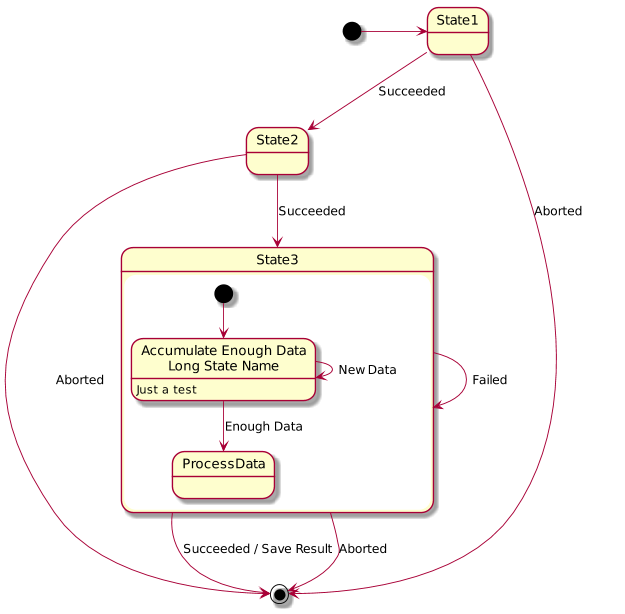 State1
Succeeded
State2
Succeeded
Aborted
State3
Accumulate Enough Data
Long State Name
Just a test
New Data
Failed
Aborted
Enough Data
ProcessData
Succeeded / Save Result
Aborted